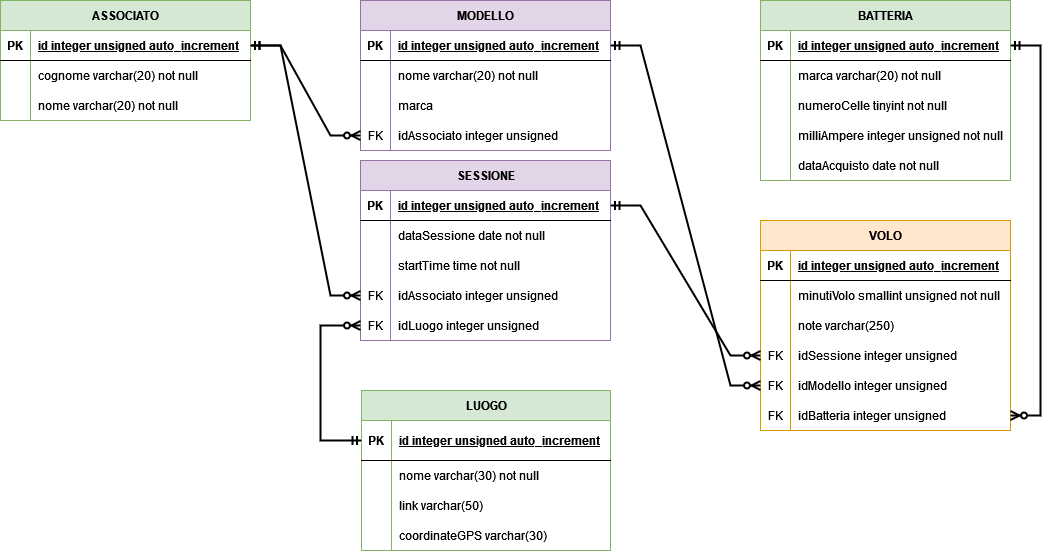 ASSOCIATO
PK id integer unsigned auto_increment
cognome varchar(20) not null
nome varchar(20) not null
MODELLO
PK id integer unsigned auto_increment
nome varchar(20) not null
marca
FK idAssociato integer unsigned
BATTERIA
PK id integer unsigned auto_increment
marca varchar(20) not null
numeroCelle tinyint not null
milliAmpere integer unsigned not null
dataAcquisto date not null
SESSIONE
PK id integer unsigned auto_increment
dataSessione date not null
startTime time not null
FK idAssociato integer unsigned
FK idLuogo integer unsigned
VOLO
PK id integer unsigned auto_increment
minutiVolo smallint unsigned not null
note varchar(250)
FK idSessione integer unsigned
FK idModello integer unsigned
FK idBatteria integer unsigned
LUOGO
PK id integer unsigned auto_increment
nome varchar(30) not null
link varchar(50)
coordinateGPS varchar(30)